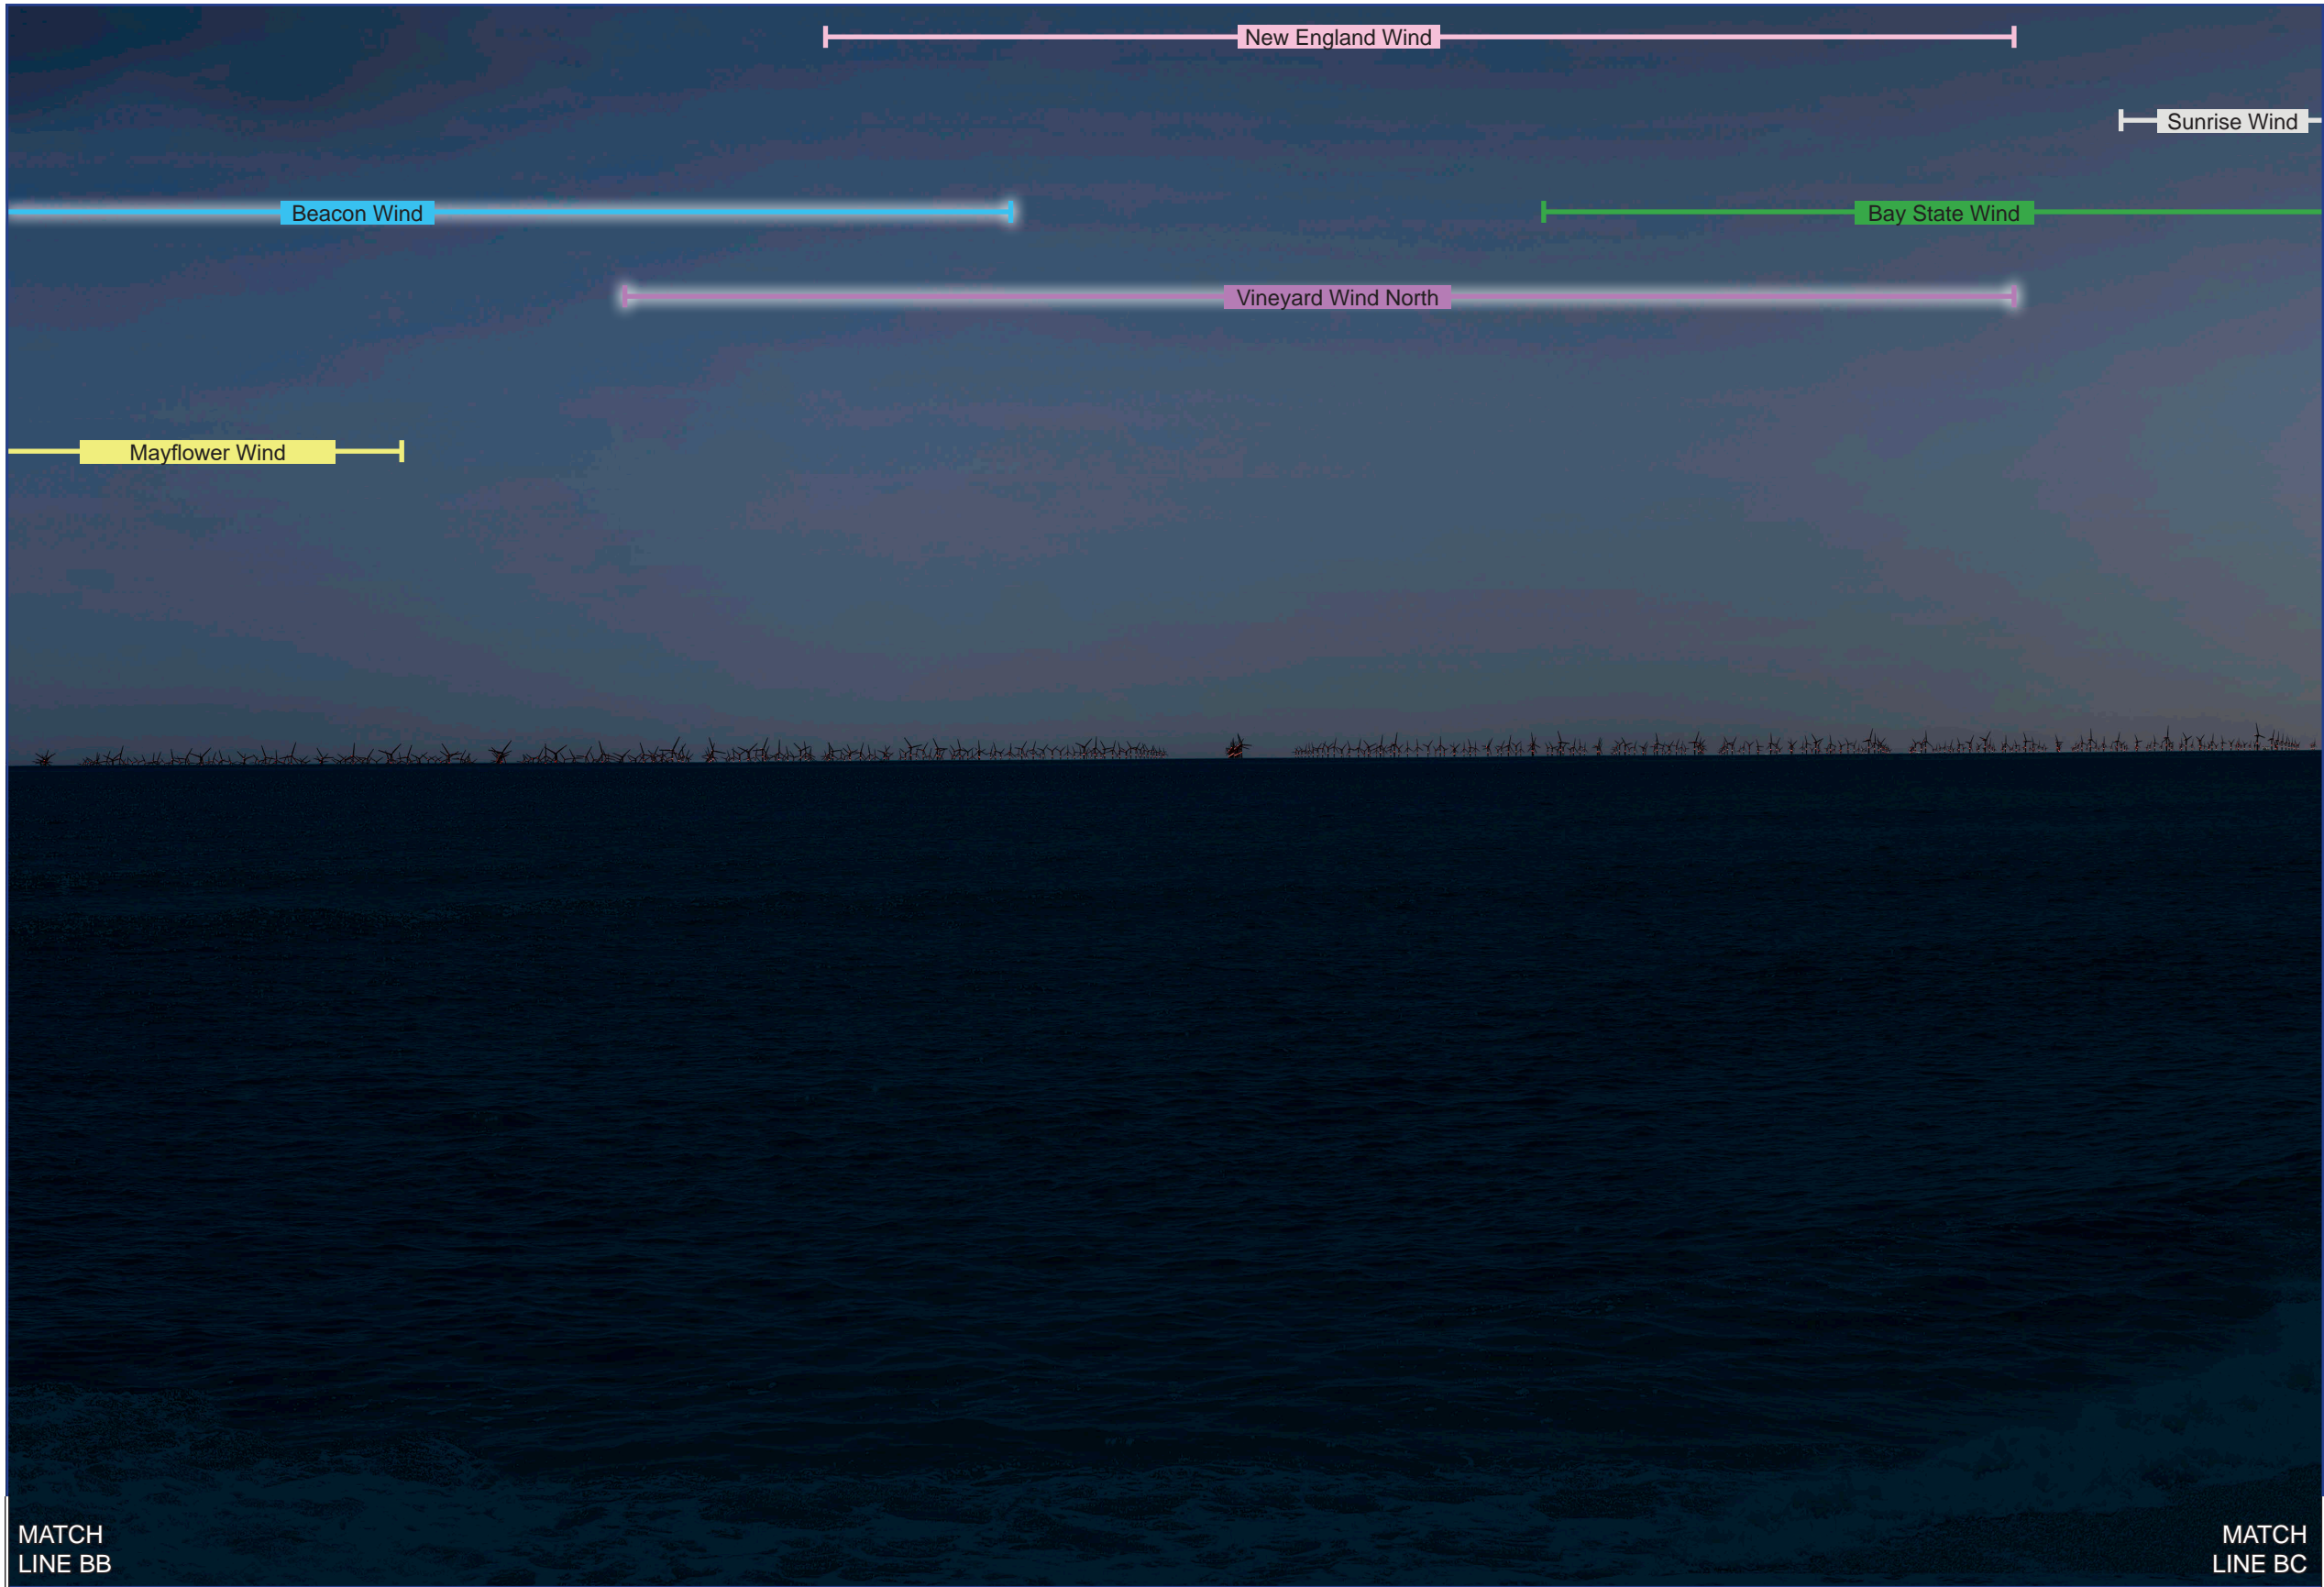 New England Wind
Sunrise Wind
Beacon Wind
Bay State Wind
Vineyard Wind North
Mayflower Wind
MATCH
LINE BB
MATCH
LINE BC